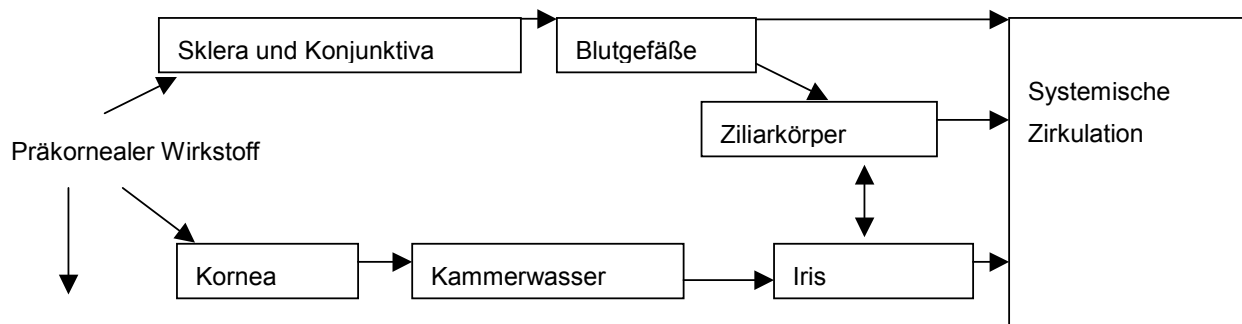 Sklera und Konjunktiva
Blutgefäße
Systemische
Zirkulation
Ziliarkörper
Präkornealer Wirkstoff
Kornea
Kammerwasser
Iris